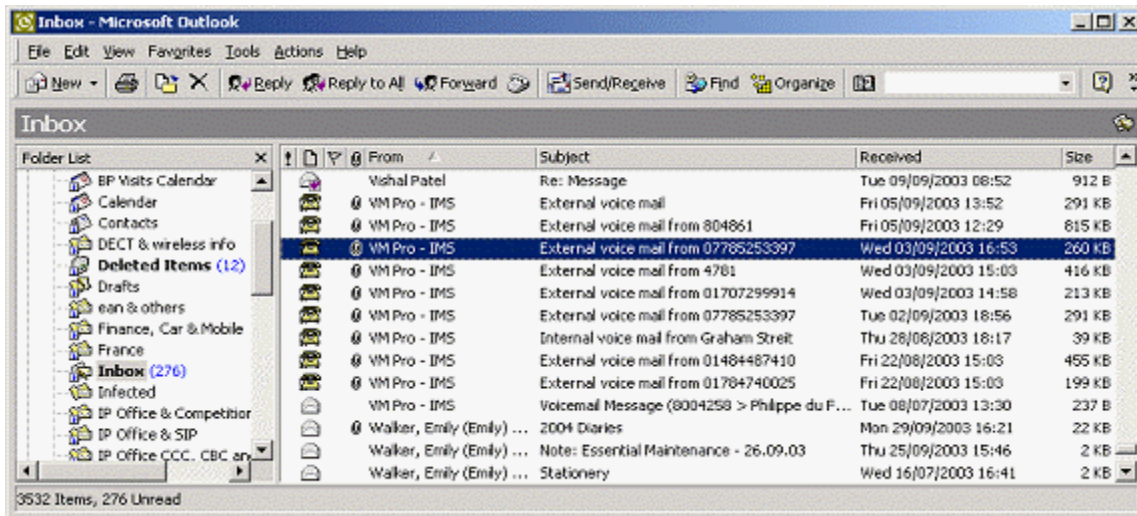 Inbox - Microsoft Outlook
File Edit View Favorites Tools Actions Help
New Reply Reply to All Forward Send/Receive Find Organize
Inbox
Folder List
BP Visits Calendar
Calendar
Contacts
DECT & wireless info
Deleted Items (12)
Drafts
ean & others
Finance, Car & Mobile
France
Inbox (276)
Infected
IP Office & Competitior
IP Office & SIP
IP Office CCC, CBC an
! From Subject Received Size
Vishal Patel Re: Message Tue 09/09/2003 08:52 912 B
VM Pro - IMS External voice mail Fri 05/09/2003 13:52 291 KB
VM Pro - IMS External voice mail from 804861 Fri 05/09/2003 12:29 815 KB
VM Pro - IMS External voice mail from 07785253397 Wed 03/09/2003 16:53 260 KB
VM Pro - IMS External voice mail from 4781 Wed 03/09/2003 15:03 416 KB
VM Pro - IMS External voice mail from 01707299914 Wed 03/09/2003 14:58 213 KB
VM Pro - IMS External voice mail from 07785253397 Tue 02/09/2003 18:56 291 KB
VM Pro - IMS Internal voice mail from Graham Streit Thu 28/08/2003 18:17 39 KB
VM Pro - IMS External voice mail from 01484487410 Fri 22/08/2003 15:03 455 KB
VM Pro - IMS External voice mail from 01784740025 Fri 22/08/2003 15:03 199 KB
VM Pro - IMS Voicemail Message (8004258 > Philippe du F... Tue 08/07/2003 13:30 237 B
Walker, Emily (Emily) ... 2004 Diaries Mon 29/09/2003 16:21 22 KB
Walker, Emily (Emily) ... Note: Essential Maintenance - 26.09.03 Thu 25/09/2003 15:46 2 KB
Walker, Emily (Emily) ... Stationery Wed 16/07/2003 16:41 2 KB
3532 Items, 276 Unread